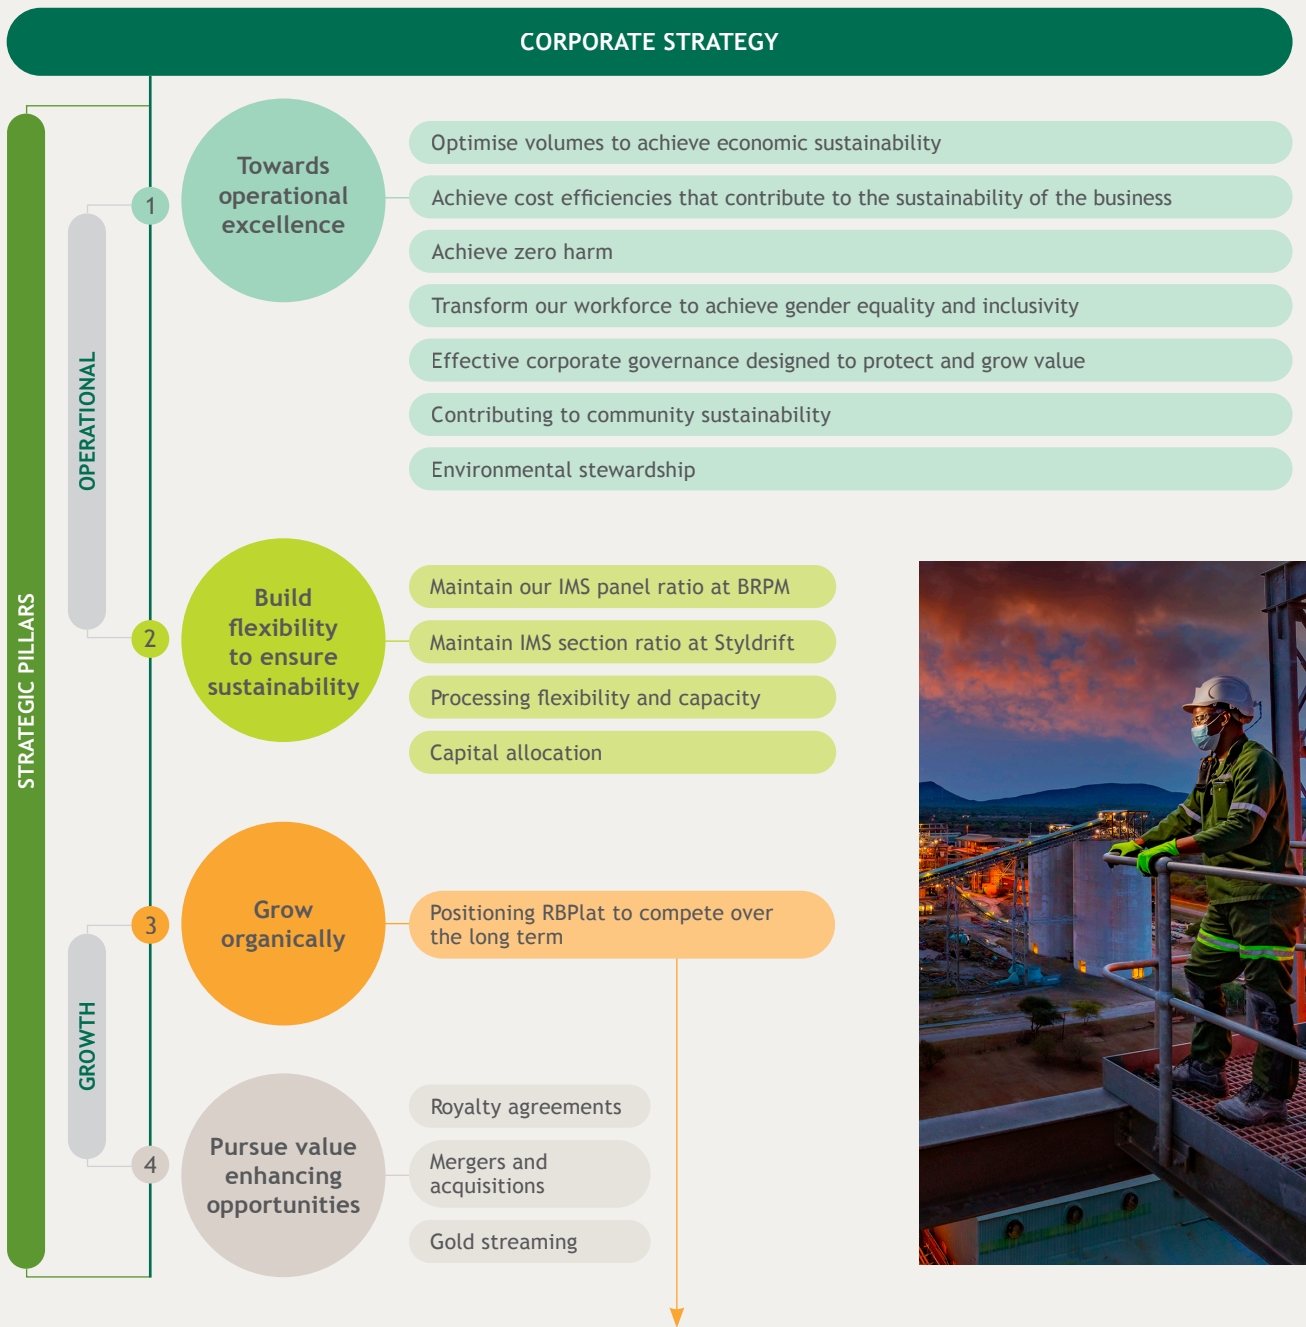 CORPORATE STRATEGY
STRATEGIC PILLARS
OPERATIONAL
1
Towards
operational
excellence
Optimise volumes to achieve economic sustainability
Achieve cost efficiencies that contribute to the sustainability of the business
Achieve zero harm
Transform our workforce to achieve gender equality and inclusivity
Effective corporate governance designed to protect and grow value
Contributing to community sustainability
Environmental stewardship
2
Build
flexibility
to ensure
sustainability
Maintain our IMS panel ratio at BRPM
Maintain IMS section ratio at Styldrift
Processing flexibility and capacity
Capital allocation
GROWTH
3
Grow
organically
Positioning RBPlat to compete over
the long term
4
Pursue value
enhancing
opportunities
Royalty agreements
Mergers and
acquisitions
Gold streaming